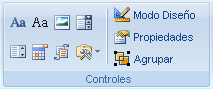 Aa Aa
Modo Diseño
Propiedades
Agrupar
Controles